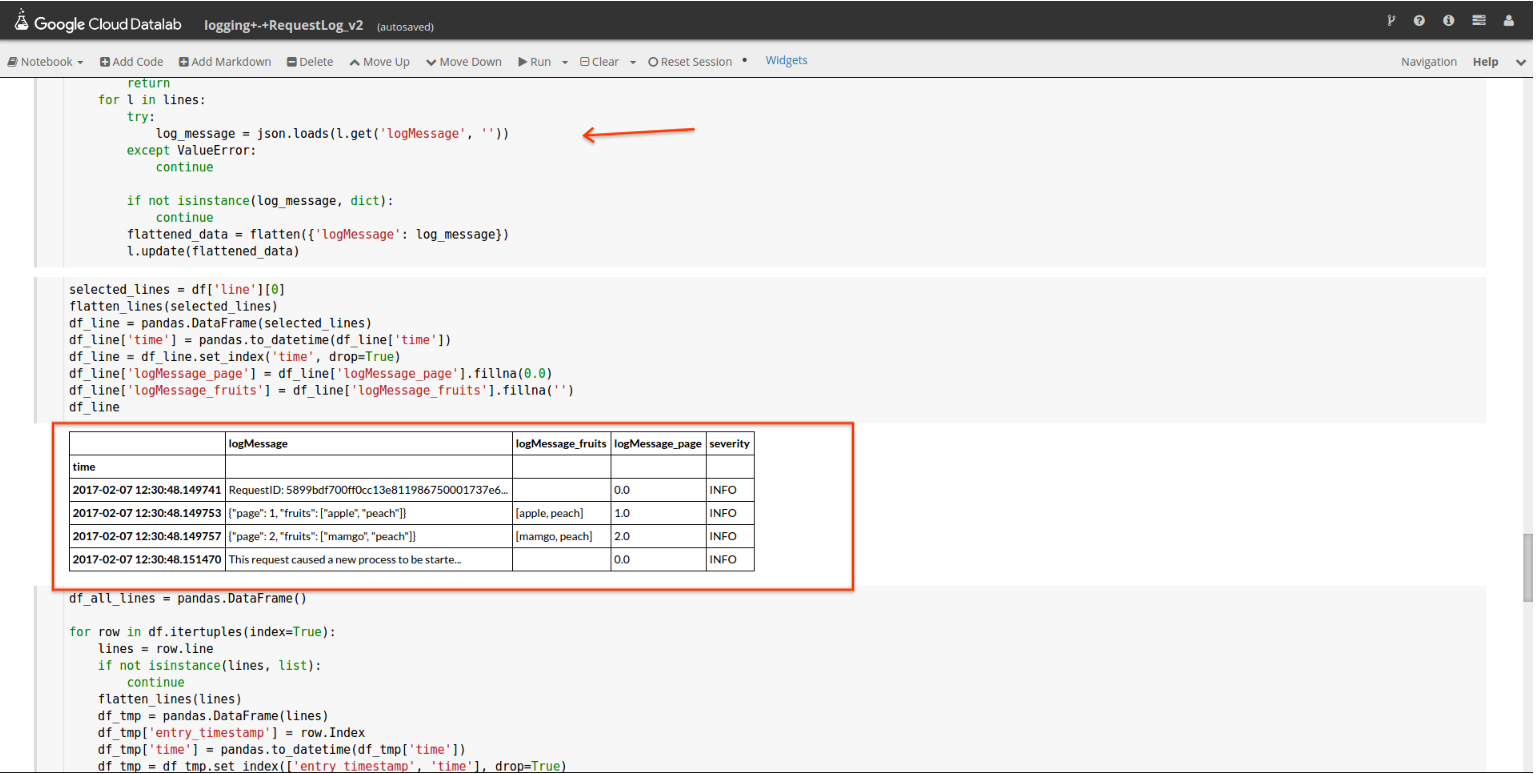 Google Cloud Datalab logging+-+RequestLog_v2 (autosaved)
Notebook Add Code Add Markdown Delete Move Up Move Down Run Clear Reset Session Widgets Navigation Help
return
for l in lines:
try:
log_message = json.loads(l.get('logMessage', ''))
except ValueError:
continue
if not isinstance(log_message, dict):
continue
flattened_data = flatten({'logMessage': log_message})
l.update(flattened_data)
selected_lines = df['line'][0]
flatten_lines(selected_lines)
df_line = pandas.DataFrame(selected_lines)
df_line['time'] = pandas.to_datetime(df_line['time'])
df_line = df_line.set_index('time', drop=True)
df_line['logMessage_page'] = df_line['logMessage_page'].fillna(0.0)
df_line['logMessage_fruits'] = df_line['logMessage_fruits'].fillna('')
df_line
logMessage logMessage_fruits logMessage_page severity
time
2017-02-07 12:30:48.149741 RequestID: 5899bdf700ff0cc13e811986750001737e6... 0.0 INFO
2017-02-07 12:30:48.149753 {"page": 1, "fruits": ["apple", "peach"]} [apple, peach] 1.0 INFO
2017-02-07 12:30:48.149757 {"page": 2, "fruits": ["mamgo", "peach"]} [mamgo, peach] 2.0 INFO
2017-02-07 12:30:48.151470 This request caused a new process to be starte... 0.0 INFO
df_all_lines = pandas.DataFrame()
for row in df.itertuples(index=True):
lines = row.line
if not isinstance(lines, list):
continue
flatten_lines(lines)
df_tmp = pandas.DataFrame(lines)
df_tmp['entry_timestamp'] = row.Index
df_tmp['time'] = pandas.to_datetime(df_tmp['time'])
df_tmp = df_tmp.set_index(['entry_timestamp', 'time'], drop=True)